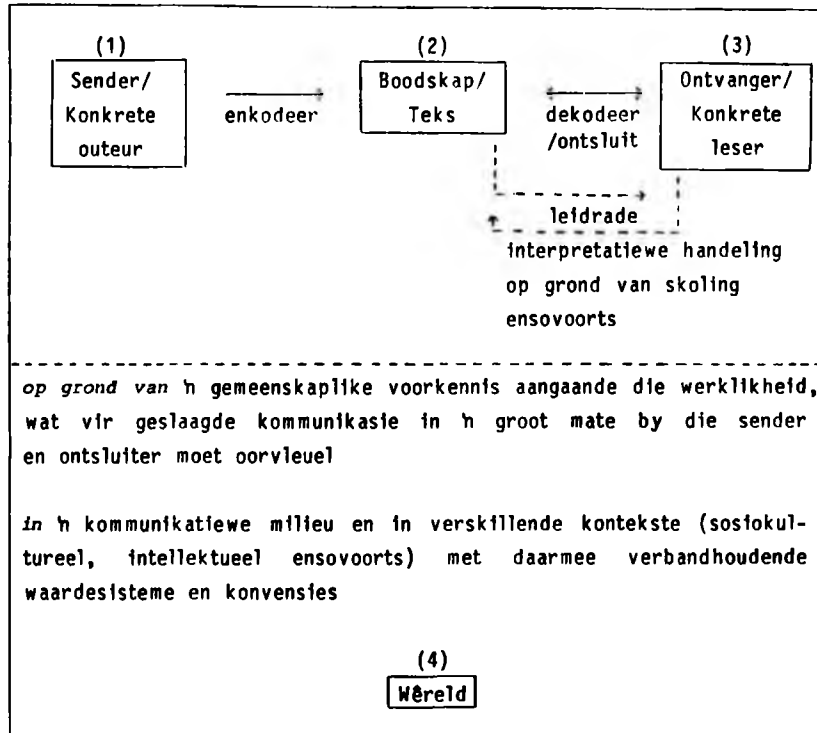 (1) (2) (3)
Sender/ Boodskap/ Ontvanger/
Konkrete enkodeer Teks dekodeer Konkrete
outeur /ontsluit leser
leidrade
interpretatiewe handeling
op grond van skoling
ensovoorts
op grond van 'n gemeenskaplike voorkennis aangaande die werklikheid,
wat vir geslaagde kommunikasie in 'n groot mate by die sender
en ontsluiter moet oorvleuel
in 'n kommunikatiewe milieu en in verskillende kontekste (sosiokul-
tureel, intellektueel ensovoorts) met daarmee verbandhoudende
waardesisteme en konvensies
(4)
Wêreld